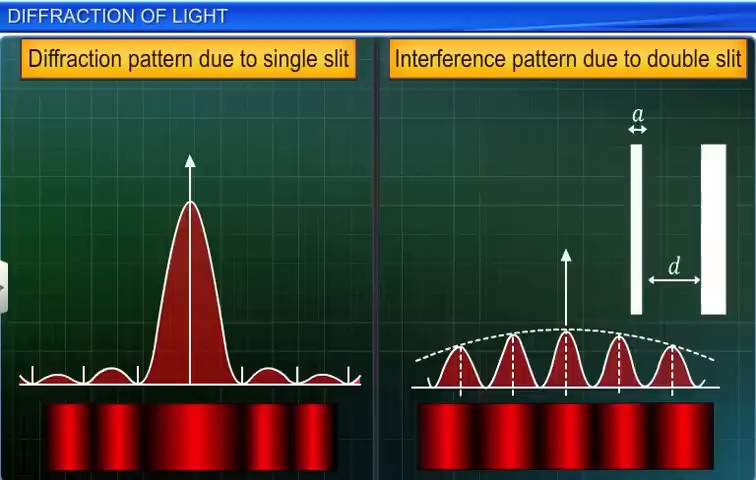 DIFFRACTION OF LIGHT
Diffraction pattern due to single slit
Interference pattern due to double slit
a
d